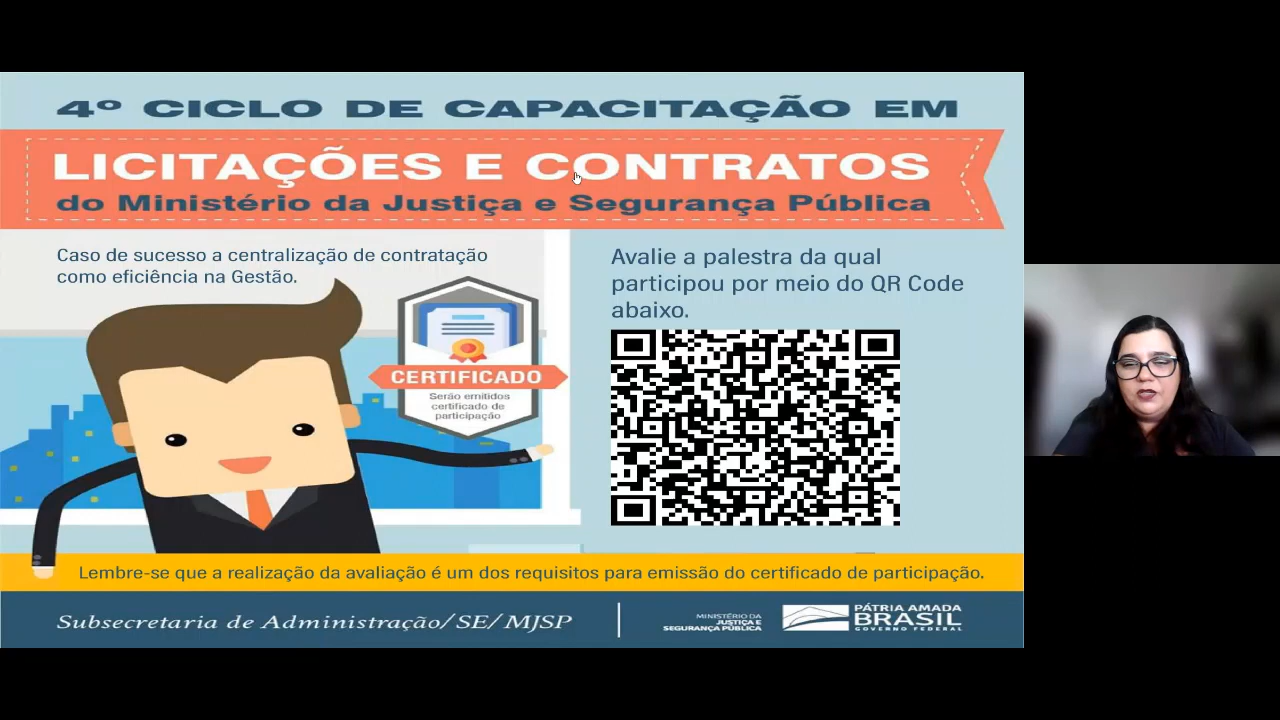 4º CICLO DE CAPACITAÇÃO EM
LICITAÇÕES E CONTRATOS
do Ministério da Justiça e Segurança Pública
Caso de sucesso a centralização de contratação
como eficiência na Gestão.
CERTIFICADO
Serão emitidos
certificado de
participação
Avalie a palestra da qual
participou por meio do QR Code
abaixo.
Lembre-se que a realização da avaliação é um dos requisitos para emissão do certificado de participação.
Subsecretaria de Administração/SE/MJSP
MINISTÉRIO DA
JUSTIÇA E
SEGURANÇA PÚBLICA
PÁTRIA AMADA
BRASIL
GOVERNO FEDERAL